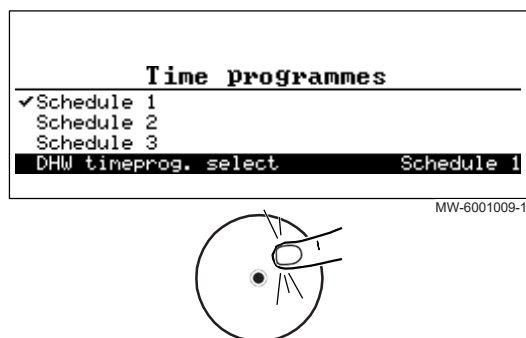 Time programmes
✓Schedule 1
Schedule 2
Schedule 3
DHW timeprog. select Schedule 1
MW-6001009-1